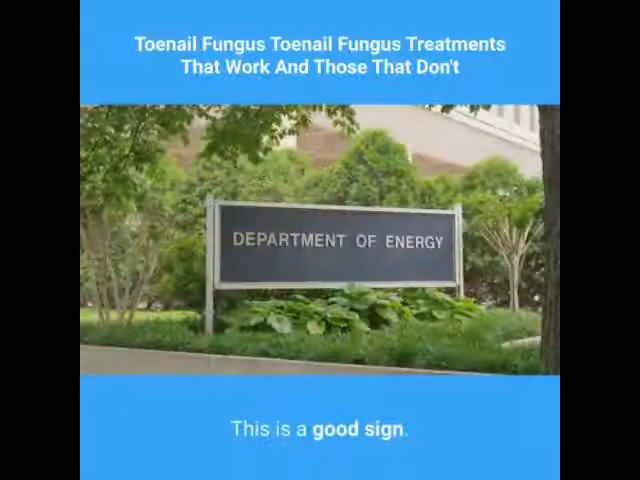 Toenail Fungus Toenail Fungus Treatments
That Work And Those That Don't
DEPARTMENT OF ENERGY
This is a good sign.